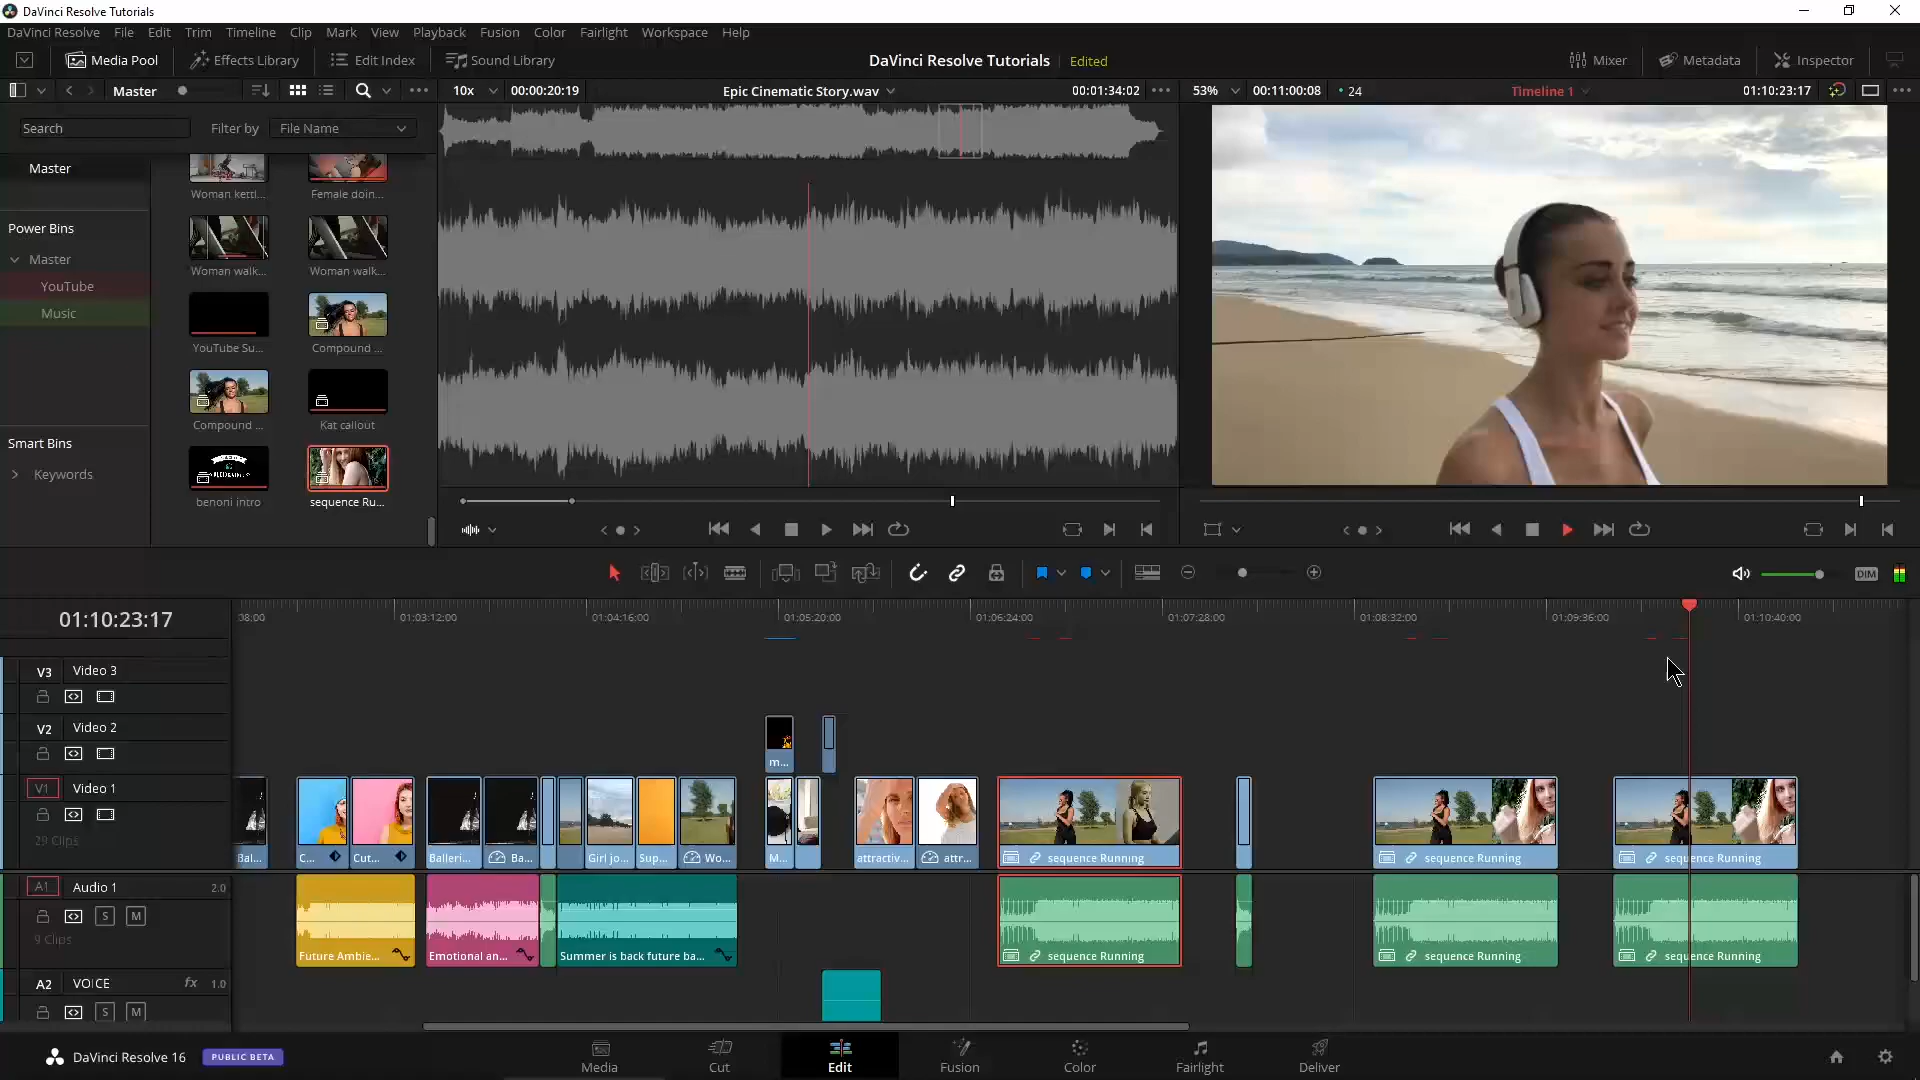 DaVinci Resolve Tutorials
DaVinci Resolve File Edit Trim Timeline Clip Mark View Playback Fusion Color Fairlight Workspace Help
Media Pool Effects Library Edit Index Sound Library DaVinci Resolve Tutorials Edited Mixer Metadata Inspector
Master 10x 00:00:20:19 Epic Cinematic Story.wav 00:01:34:02 53% 00:11:00:08 24 Timeline 1 01:10:23:17
Search Filter by File Name
Master
Woman kettl... Female doin...
Power Bins
Master
Woman walk... Woman walk...
YouTube
Music
YouTube Su... Compound ...
Compound ... Kat callout
Smart Bins
Keywords
benoni intro sequence Ru...
DIM
01:10:23:17
38:00 01:03:12:00 01:04:16:00 01:05:20:00 01:06:24:00 01:07:28:00 01:08:32:00 01:09:36:00 01:10:40:00
V3 Video 3
V2 Video 2
m...
V1 Video 1
29 Clips
Bal... C... Cut... Balleri... Ba... Girl jo... Sup... Wo... M... attractiv... attr... sequence Running sequence Running sequence Running
A1 Audio 1 2.0
S M
9 Clips
Future Ambie... Emotional an... Summer is back future ba... sequence Running sequence Running sequence Running
A2 VOICE fx 1.0
S M
DaVinci Resolve 16 PUBLIC BETA
Media Cut Edit Fusion Color Fairlight Deliver